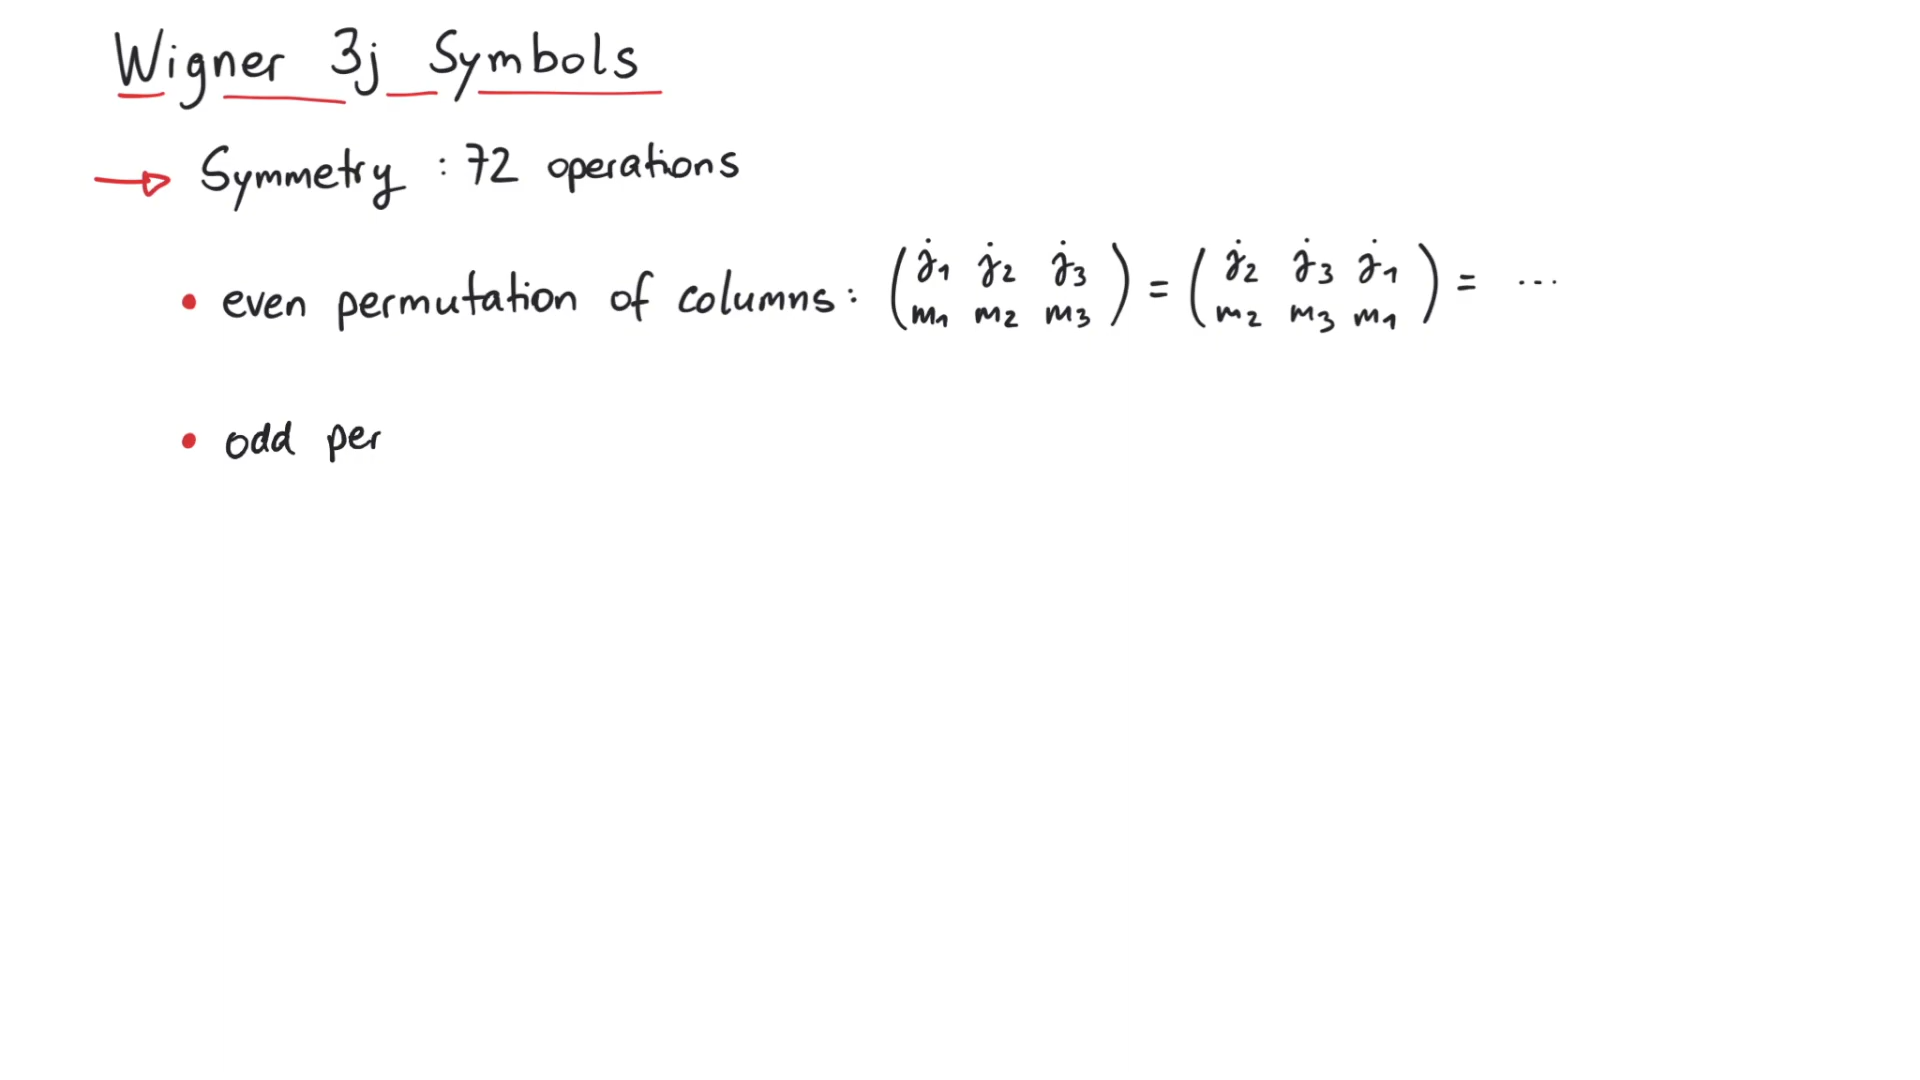 Wigner 3j Symbols
→ Symmetry : 72 operations
• even permutation of columns: (j₁ j₂ j₃ / m₁ m₂ m₃) = (j₂ j₃ j₁ / m₂ m₃ m₁) = ...
• odd per